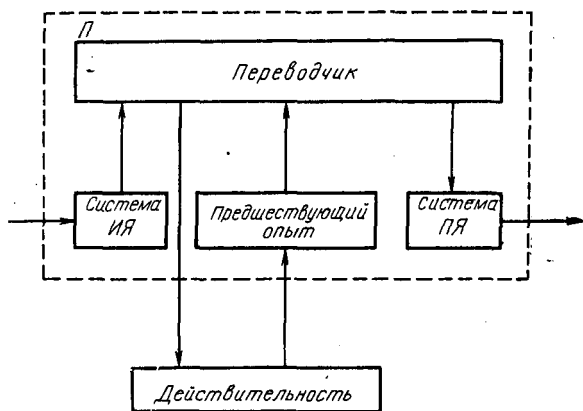 П
Переводчик
Система
ИЯ
Предшествующий
опыт
Система
ПЯ
Действительность